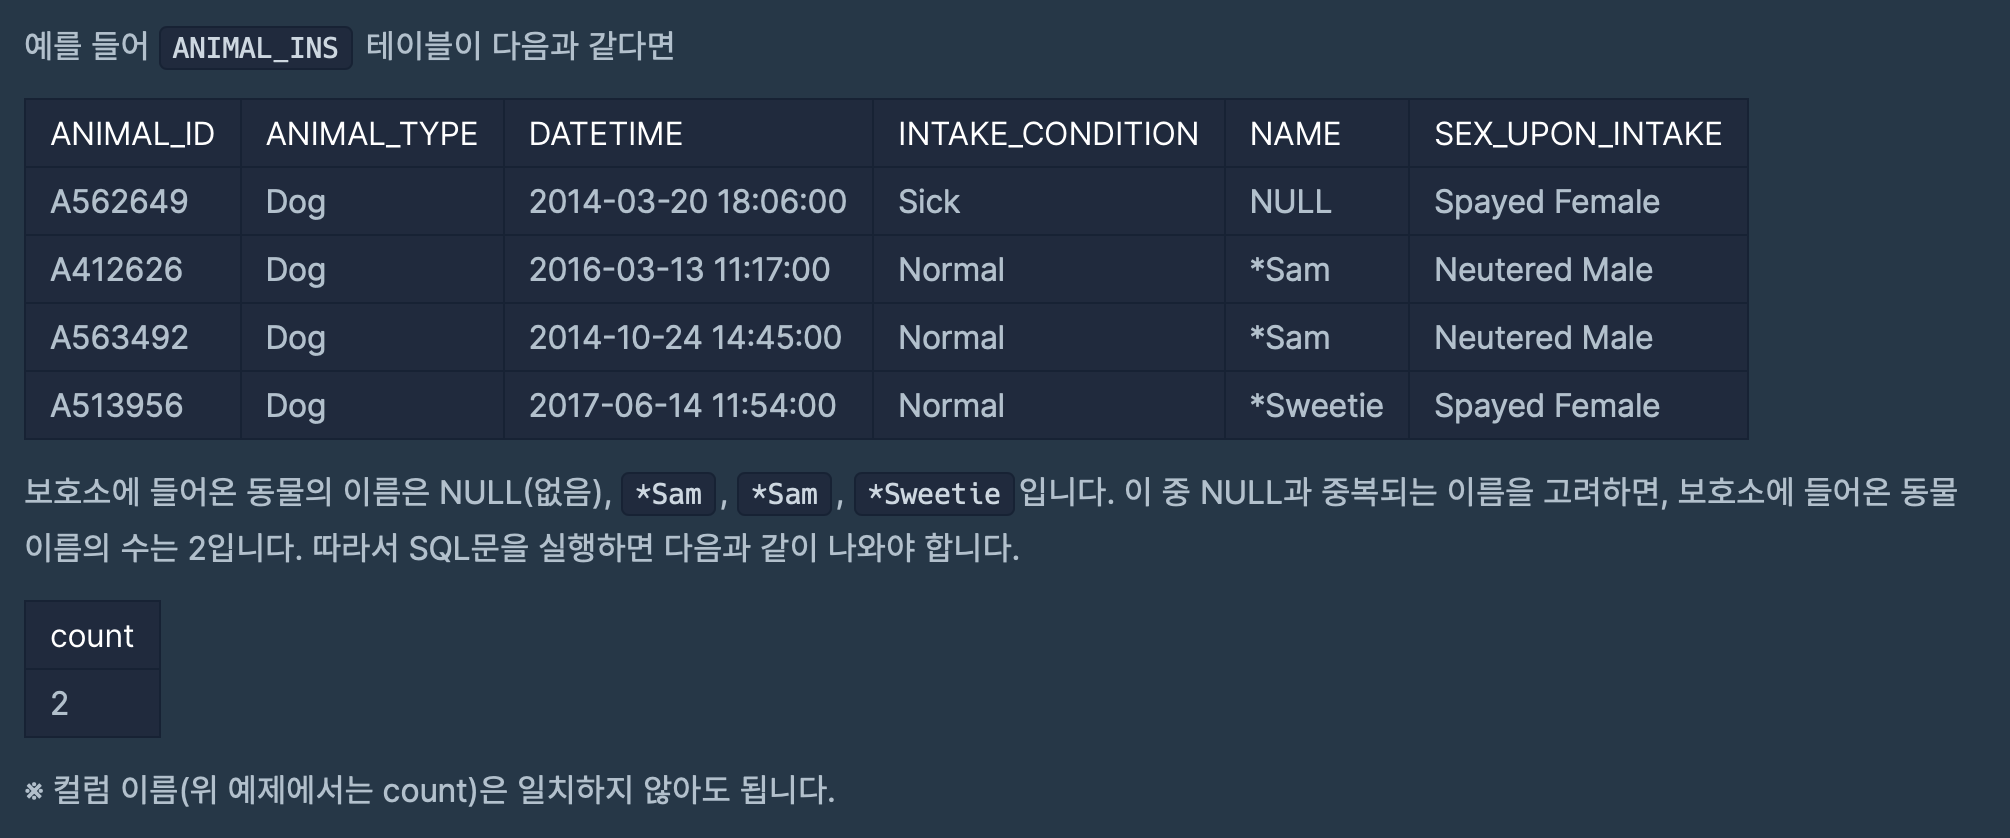 예를 들어 ANIMAL_INS 테이블이 다음과 같다면
ANIMAL_ID ANIMAL_TYPE DATETIME INTAKE_CONDITION NAME SEX_UPON_INTAKE
A562649 Dog 2014-03-20 18:06:00 Sick NULL Spayed Female
A412626 Dog 2016-03-13 11:17:00 Normal *Sam Neutered Male
A563492 Dog 2014-10-24 14:45:00 Normal *Sam Neutered Male
A513956 Dog 2017-06-14 11:54:00 Normal *Sweetie Spayed Female
보호소에 들어온 동물의 이름은 NULL(없음), *Sam, *Sam, *Sweetie입니다. 이 중 NULL과 중복되는 이름을 고려하면, 보호소에 들어온 동물
이름의 수는 2입니다. 따라서 SQL문을 실행하면 다음과 같이 나와야 합니다.
count
2
※ 컬럼 이름(위 예제에서는 count)은 일치하지 않아도 됩니다.